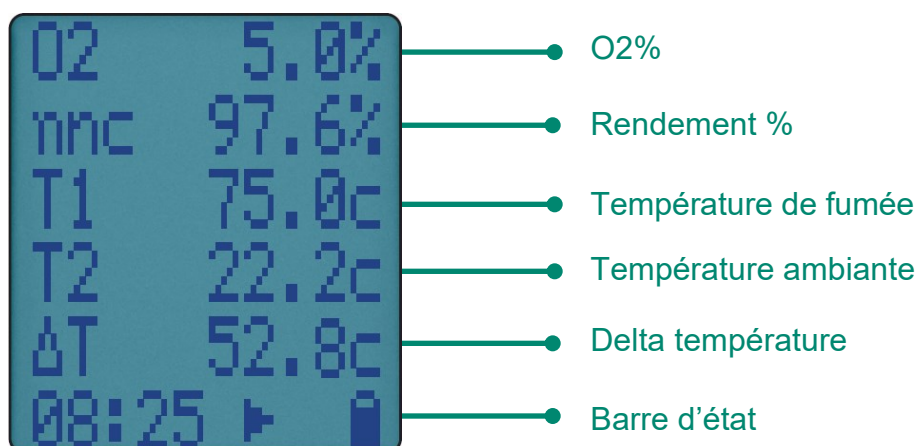 O2 5.0% O2%
nnc 97.6% Rendement %
T1 75.0c Température de fumée
T2 22.2c Température ambiante
ΔT 52.8c Delta température
08:25 Barre d’état